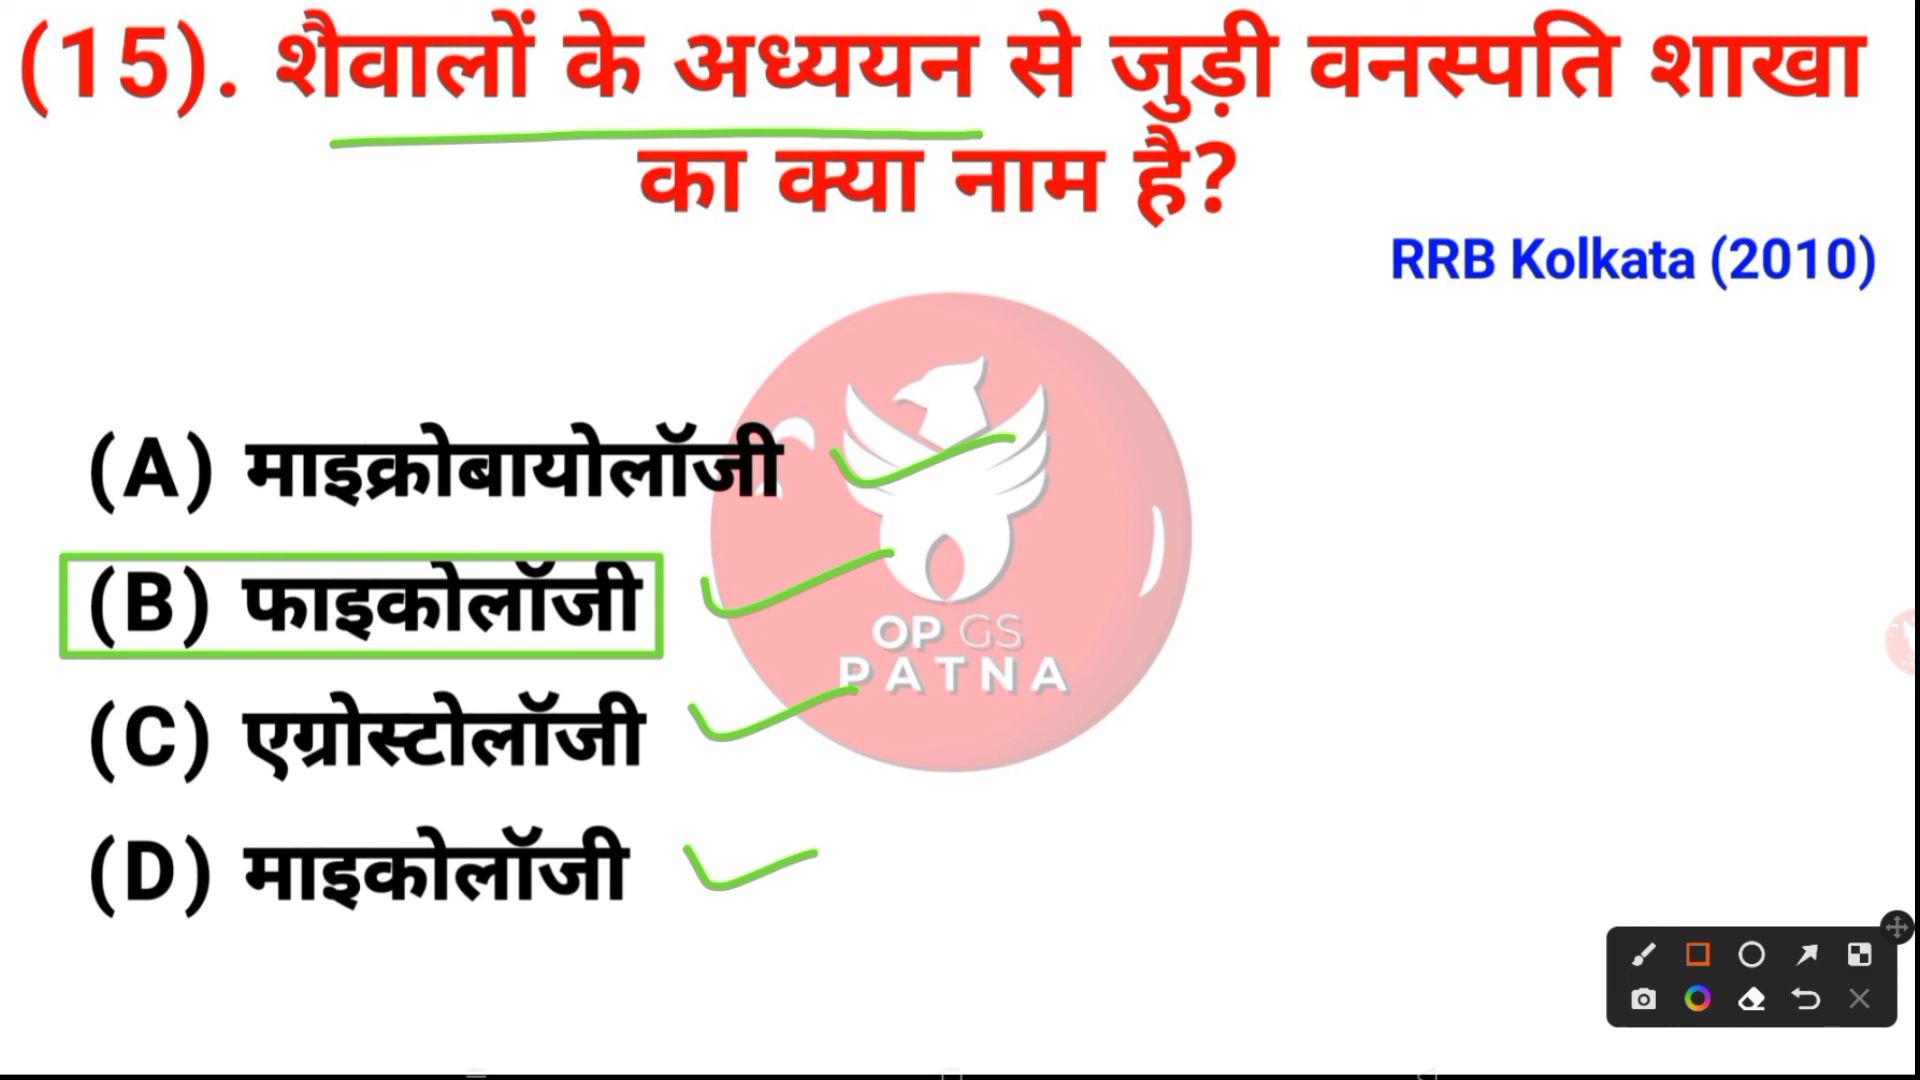 (15). शैवालों के अध्ययन से जुड़ी वनस्पति शाखा
का क्या नाम है?
RRB Kolkata (2010)
(A) माइक्रोबायोलॉजी
(B) फाइकोलॉजी
(C) एग्रोस्टोलॉजी
(D) माइकोलॉजी
OP GS
PATNA